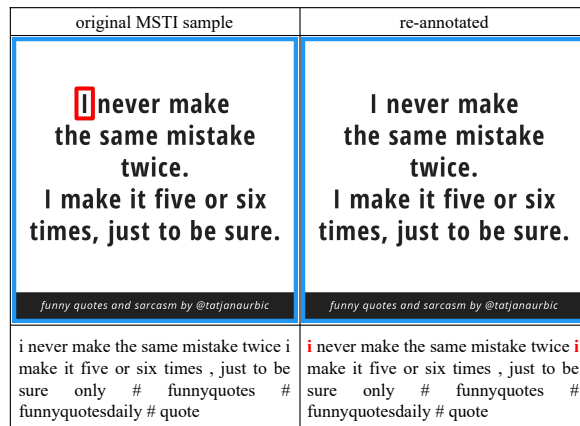 original MSTI sample
re-annotated
I never make
the same mistake
twice.
I make it five or six
times, just to be sure.
funny quotes and sarcasm by @tatjanaurbic
I never make
the same mistake
twice.
I make it five or six
times, just to be sure.
funny quotes and sarcasm by @tatjanaurbic
i never make the same mistake twice i
make it five or six times , just to be
sure only # funnyquotes #
funnyquotesdaily # quote
i never make the same mistake twice i
make it five or six times , just to be
sure only # funnyquotes #
funnyquotesdaily # quote